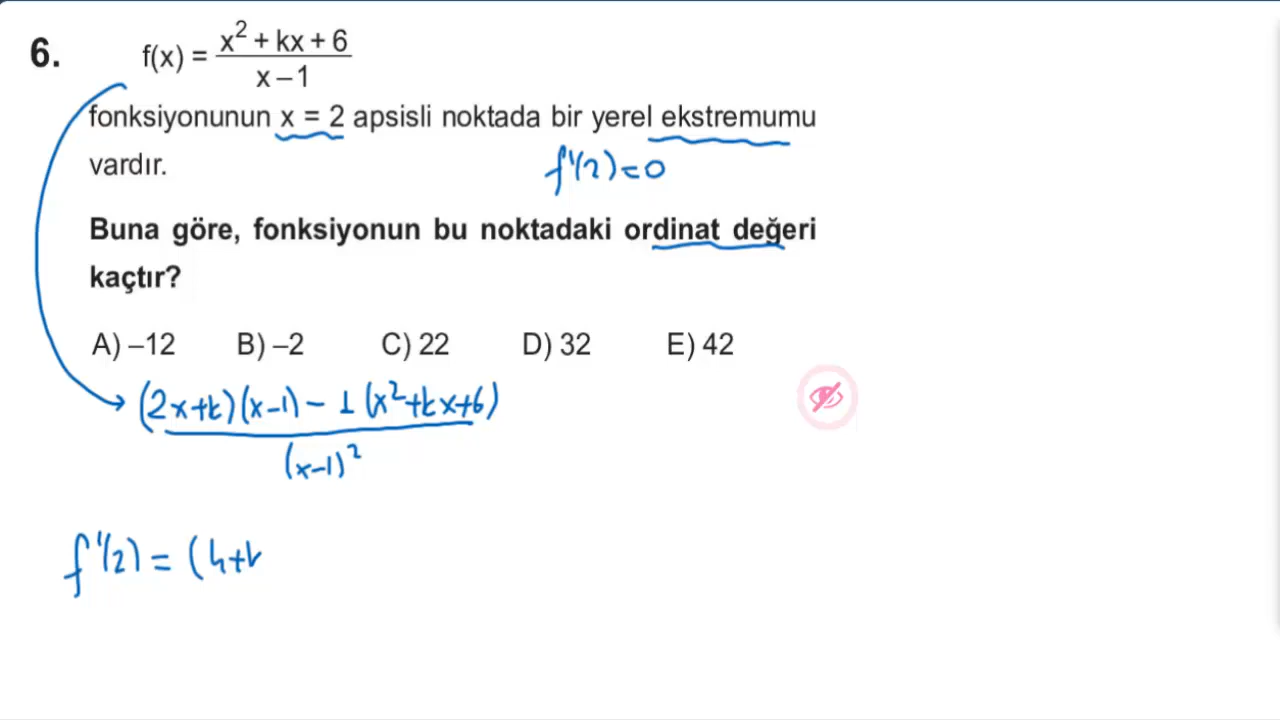 6. f(x) = x² + kx + 6 / x – 1
fonksiyonunun x = 2 apsisli noktada bir yerel ekstremumu
vardır.
f'(2)=0
Buna göre, fonksiyonun bu noktadaki ordinat değeri
kaçtır?
A) –12 B) –2 C) 22 D) 32 E) 42
(2x+k)(x-1) - 1(x²+kx+6)
(x-1)²
f'(2) = (4+k